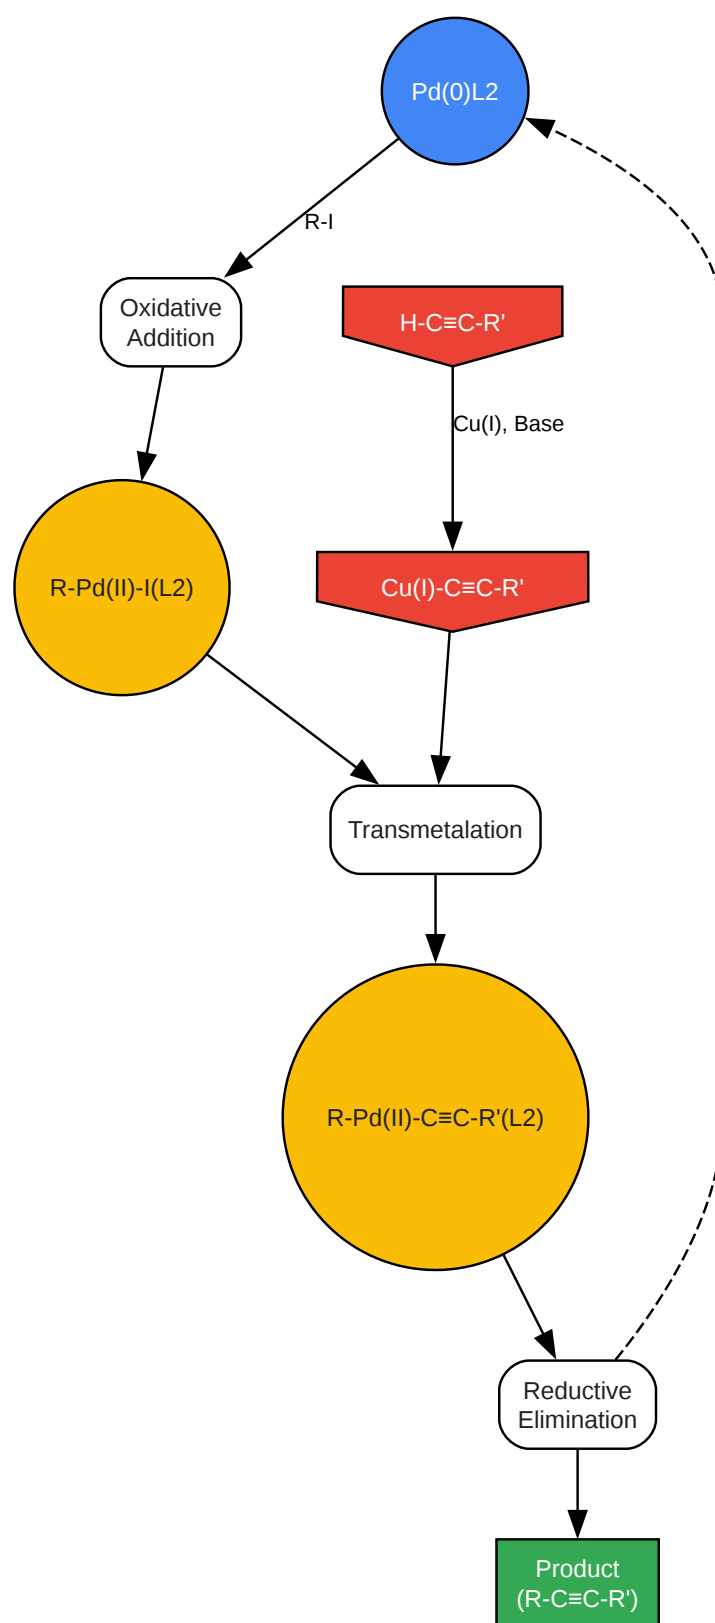 Pd(0)L2
R-I
Oxidative
Addition
H-C≡C-R'
Cu(I), Base
R-Pd(II)-I(L2)
Cu(I)-C≡C-R'
Transmetalation
R-Pd(II)-C≡C-R'(L2)
Reductive
Elimination
Product
(R-C≡C-R')